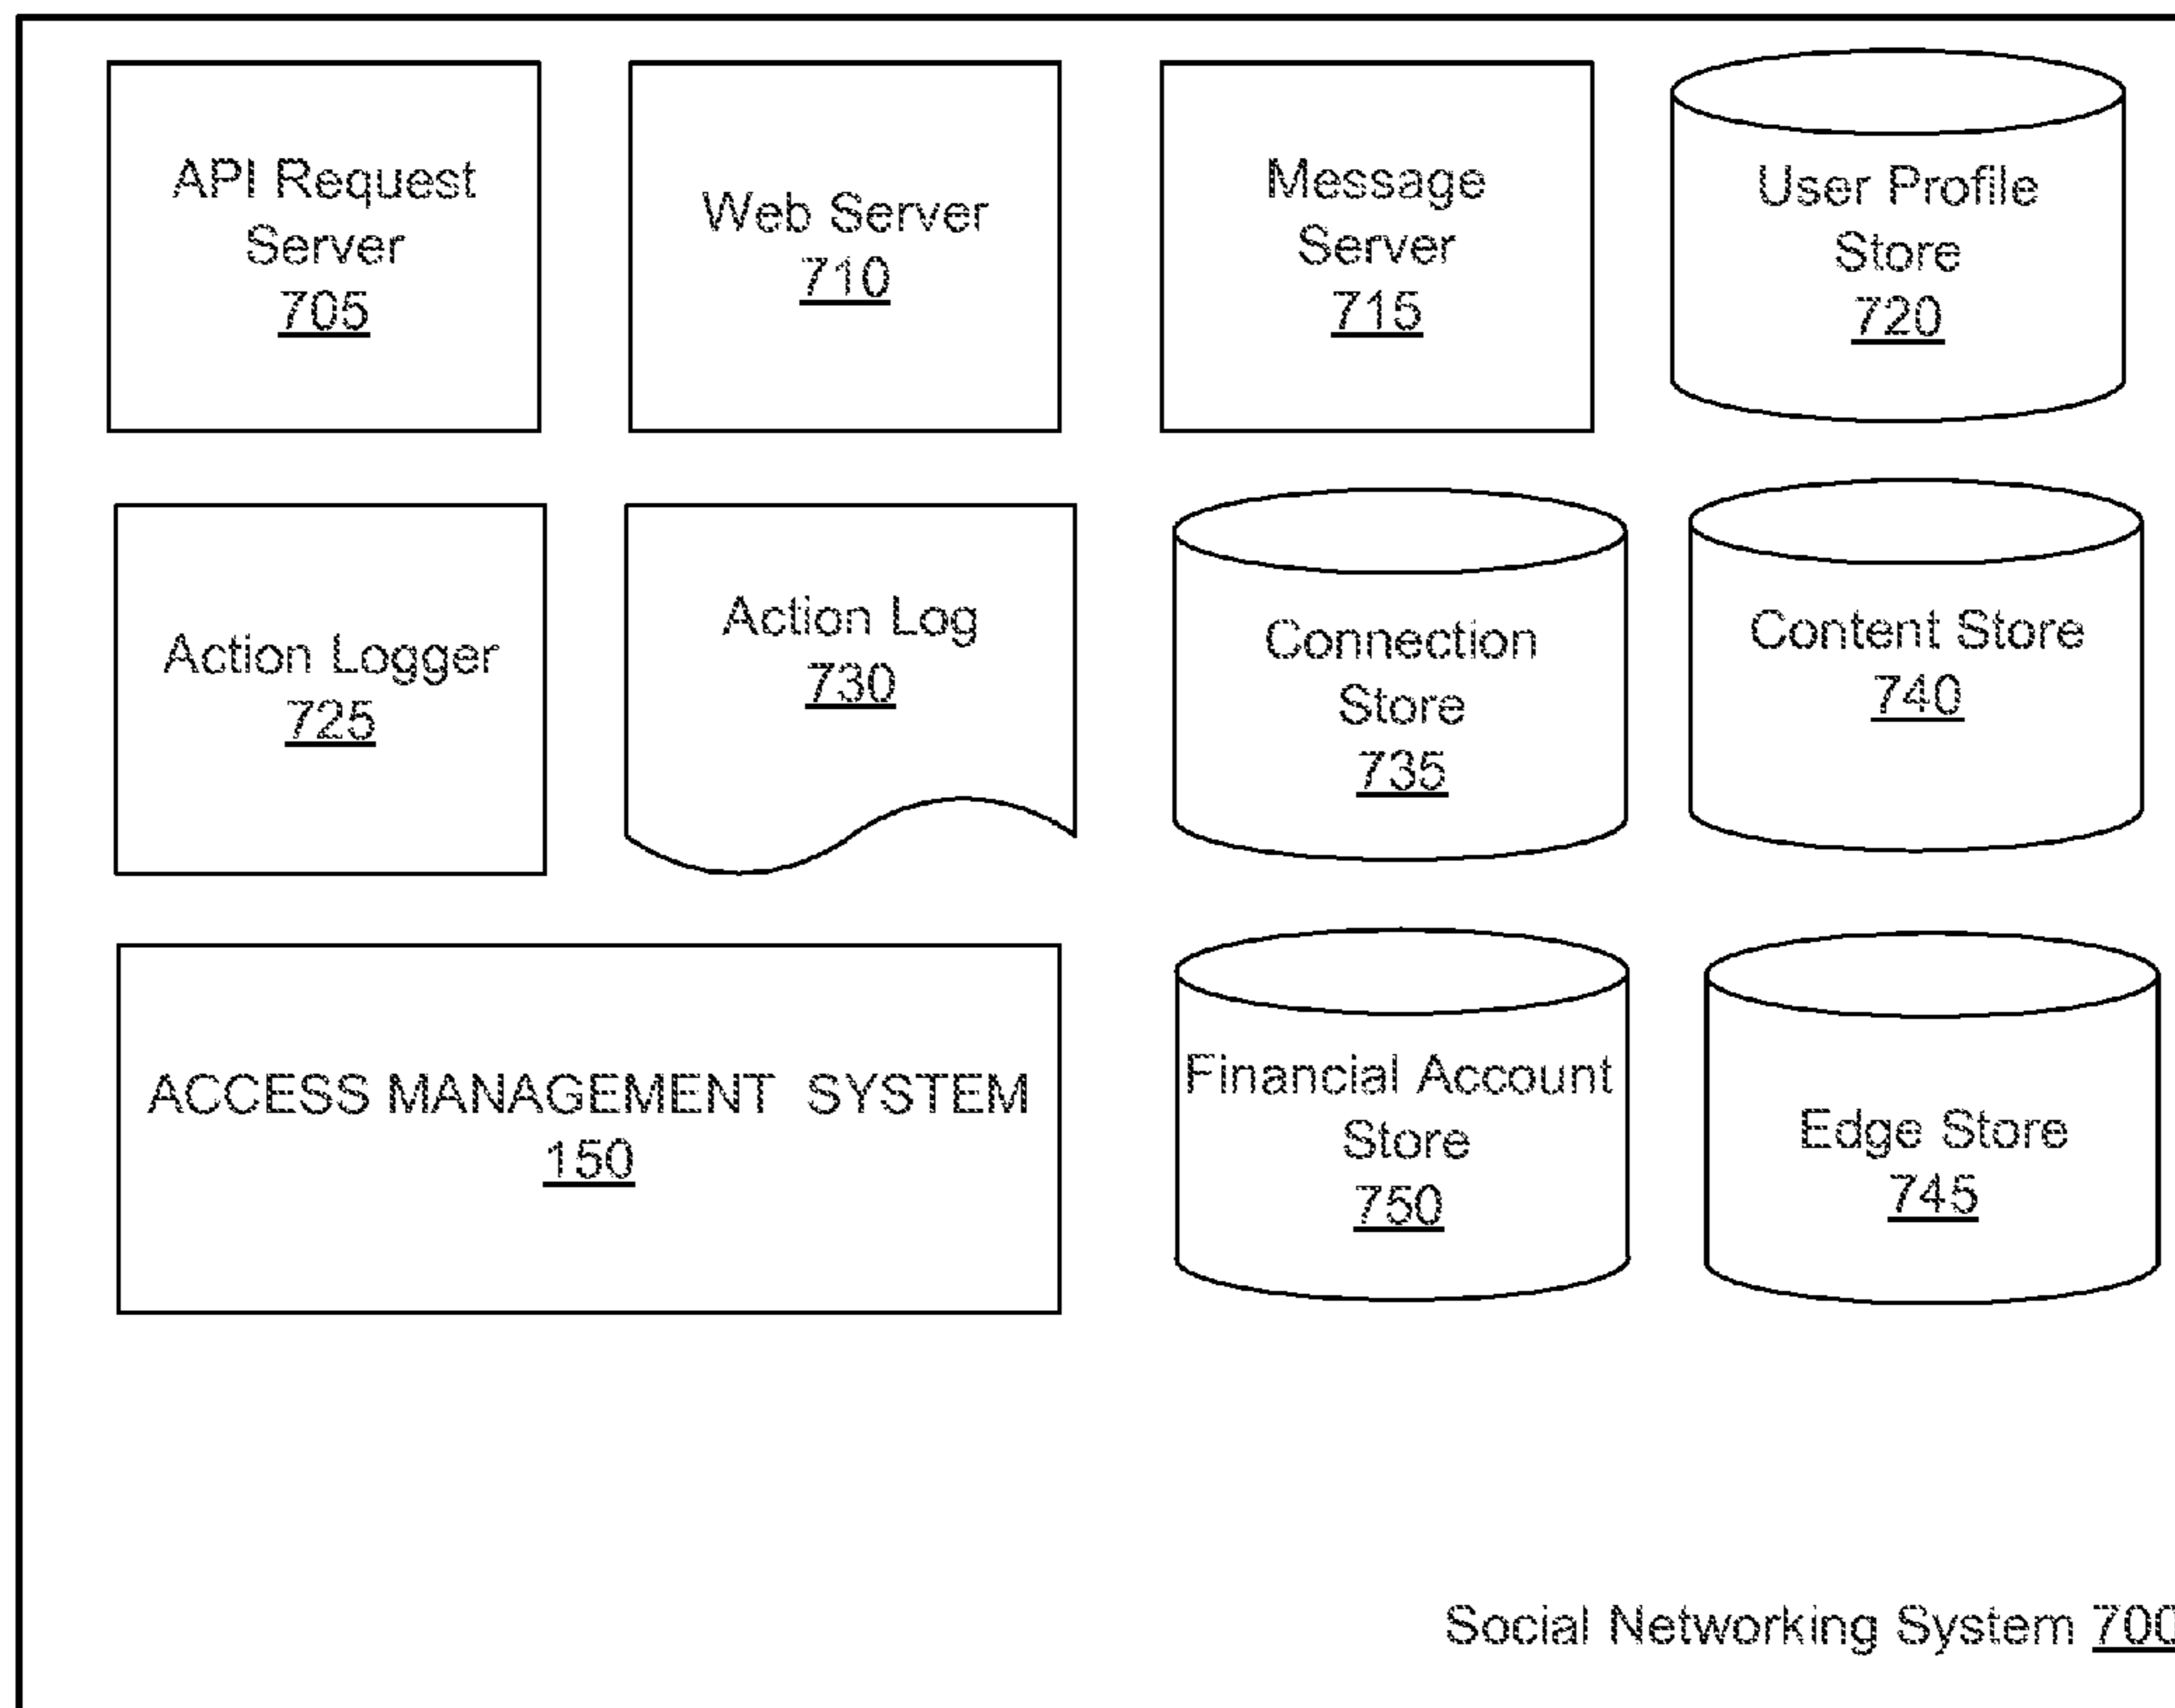 API Request
Server
705
Web Server
710
Message
Server
715
User Profile
Store
720
Action Logger
725
Action Log
730
Connection
Store
735
Content Store
740
ACCESS MANAGEMENT SYSTEM
150
Financial Account
Store
750
Edge Store
745
Social Networking System 700